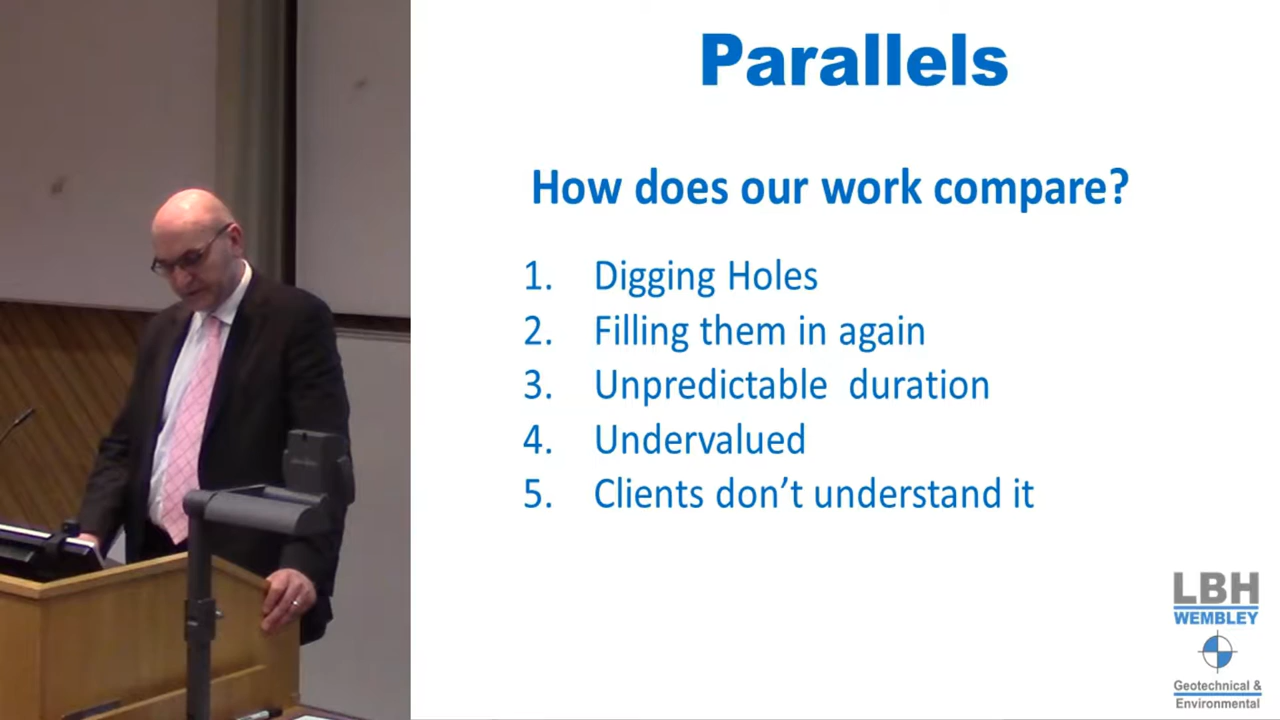 Parallels
How does our work compare?
1. Digging Holes
2. Filling them in again
3. Unpredictable duration
4. Undervalued
5. Clients don’t understand it
LBH
WEMBLEY
Geotechnical &
Environmental